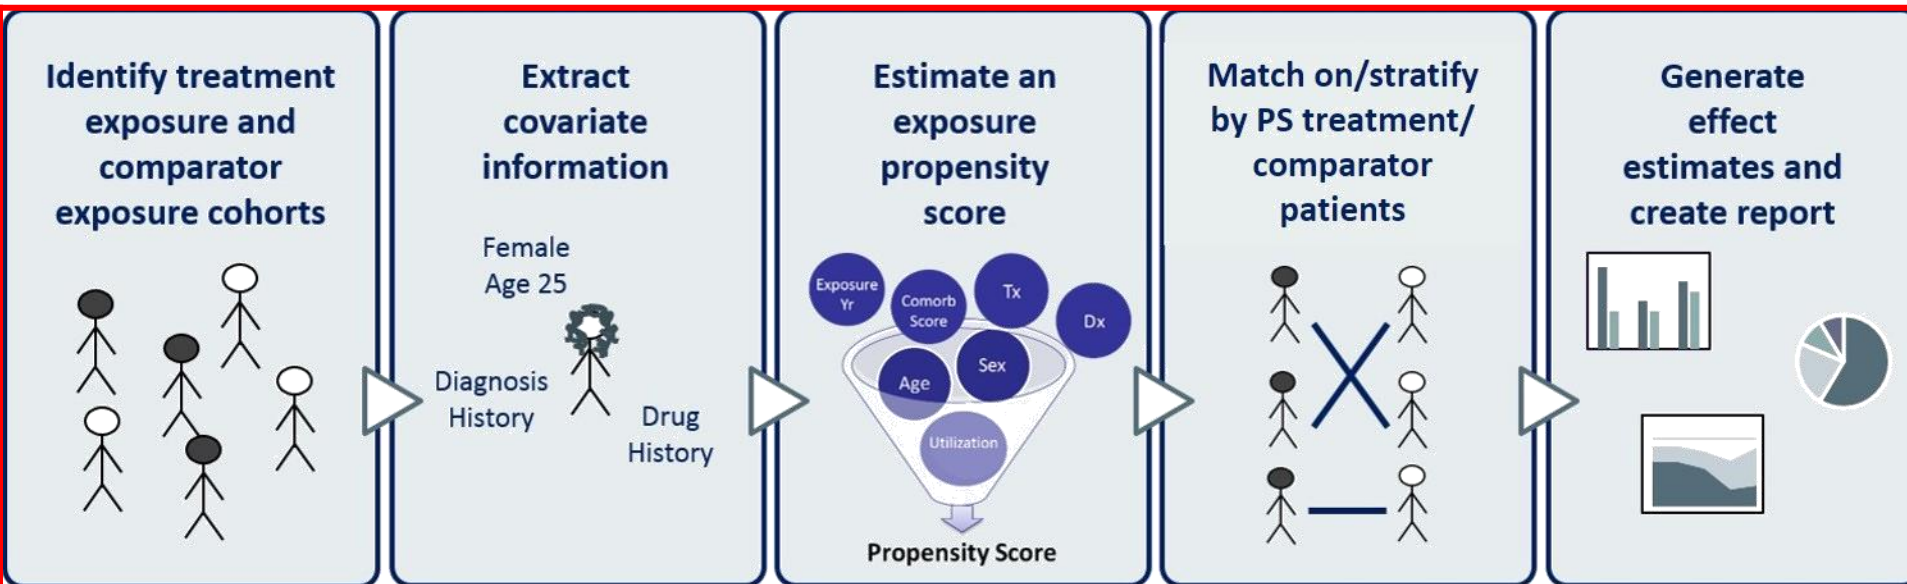 Identify treatment
exposure and
comparator
exposure cohorts
Extract
covariate
information
Female
Age 25
Diagnosis
History
Drug
History
Estimate an
exposure
propensity
score
Exposure
Yr
Comorb
Score
Tx
Dx
Age
Sex
Utilization
Propensity Score
Match on/stratify
by PS treatment/
comparator
patients
Generate
effect
estimates and
create report